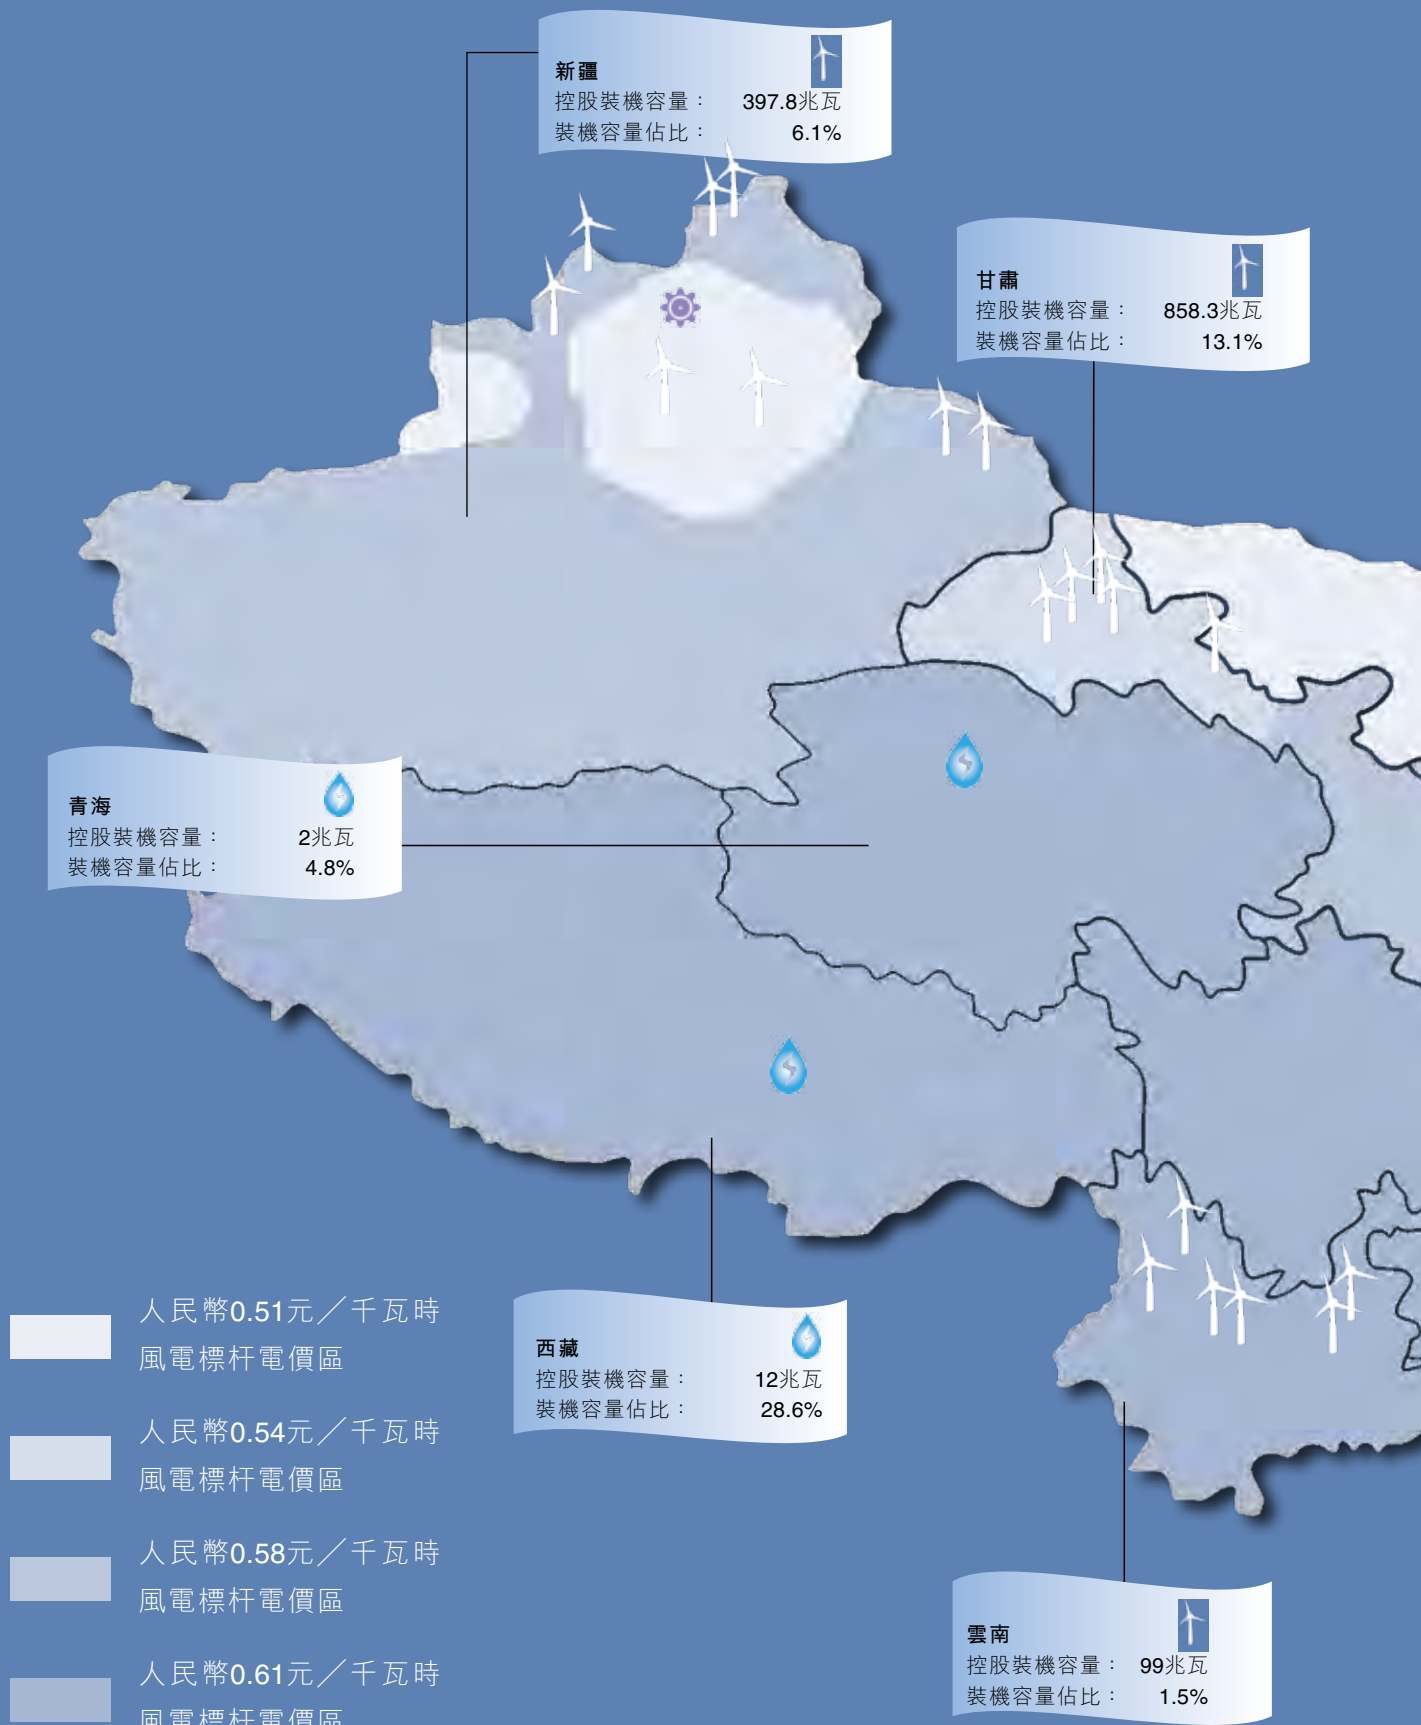 新疆
控股裝機容量： 397.8兆瓦
裝機容量佔比： 6.1%
甘肅
控股裝機容量： 858.3兆瓦
裝機容量佔比： 13.1%
青海
控股裝機容量： 2兆瓦
裝機容量佔比： 4.8%
西藏
控股裝機容量： 12兆瓦
裝機容量佔比： 28.6%
雲南
控股裝機容量： 99兆瓦
裝機容量佔比： 1.5%
人民幣0.51元／千瓦時
風電標杆電價區
人民幣0.54元／千瓦時
風電標杆電價區
人民幣0.58元／千瓦時
風電標杆電價區
人民幣0.61元／千瓦時
風電標杆電價區